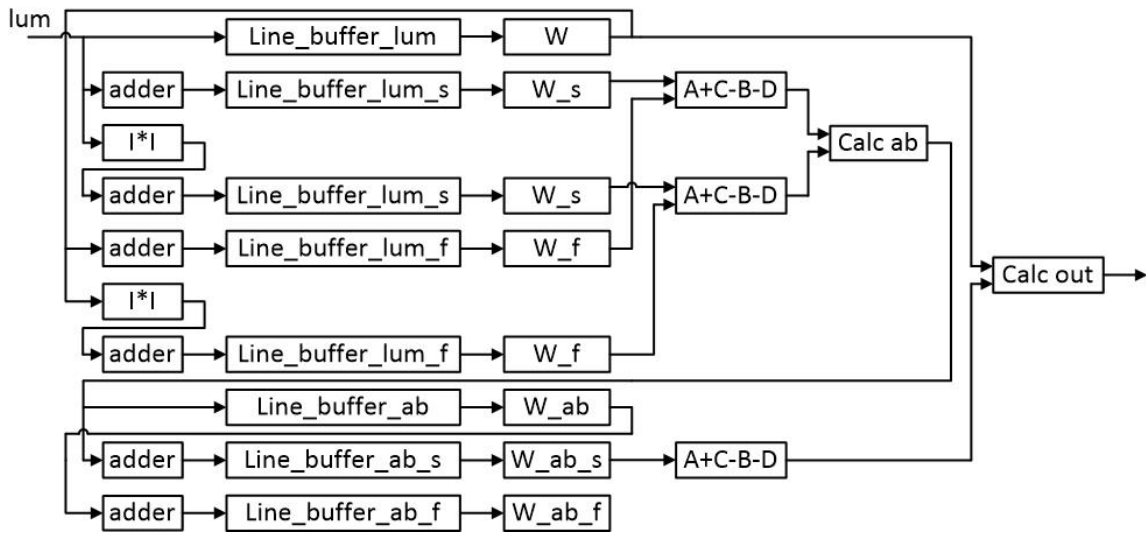 lum
Line_buffer_lum
W
adder
Line_buffer_lum_s
W_s
A+C-B-D
I*I
Calc ab
adder
Line_buffer_lum_s
W_s
A+C-B-D
adder
Line_buffer_lum_f
W_f
Calc out
I*I
adder
Line_buffer_lum_f
W_f
Line_buffer_ab
W_ab
adder
Line_buffer_ab_s
W_ab_s
A+C-B-D
adder
Line_buffer_ab_f
W_ab_f